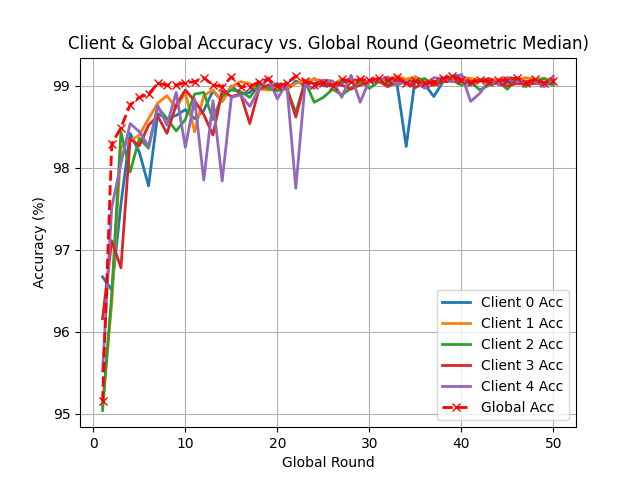 Client & Global Accuracy vs. Global Round (Geometric Median)
Accuracy (%)
99
98
97
96
95
0 10 20 30 40 50
Global Round
Client 0 Acc
Client 1 Acc
Client 2 Acc
Client 3 Acc
Client 4 Acc
Global Acc